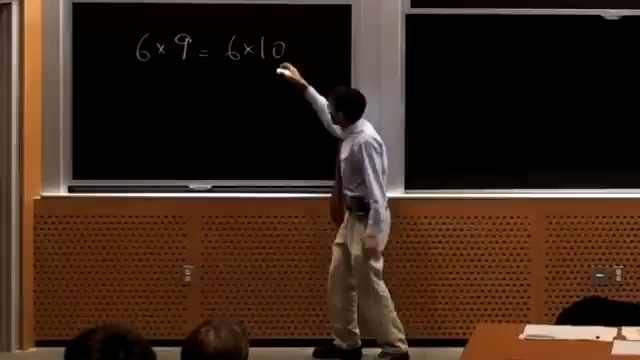 6 × 9 = 6 × 10